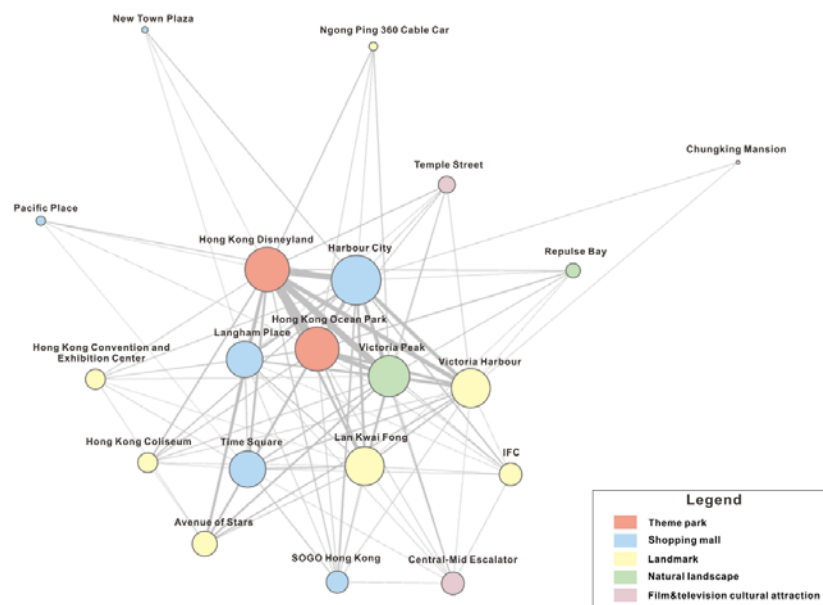 New Town Plaza
Ngong Ping 360 Cable Car
Chungking Mansion
Temple Street
Pacific Place
Hong Kong Disneyland
Harbour City
Repulse Bay
Hong Kong Ocean Park
Langham Place
Victoria Peak
Hong Kong Convention and
Exhibition Center
Victoria Harbour
Hong Kong Coliseum
Time Square
Lan Kwai Fong
IFC
Avenue of Stars
SOGO Hong Kong
Central-Mid Escalator
Legend
Theme park
Shopping mall
Landmark
Natural landscape
Film&television cultural attraction